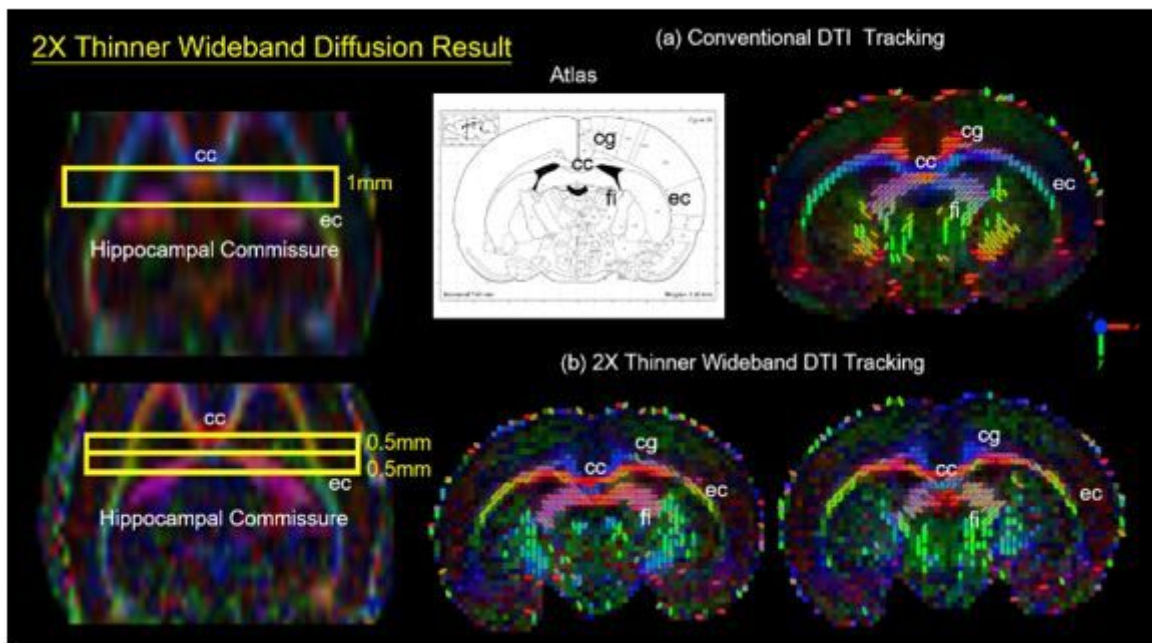 2X Thinner Wideband Diffusion Result
(a) Conventional DTI Tracking
Atlas
cc
1mm
ec
Hippocampal Commissure
cg
cc
fi
ec
cg
cc
ec
fi
(b) 2X Thinner Wideband DTI Tracking
cc
0.5mm
0.5mm
ec
Hippocampal Commissure
cg
cc
ec
fi
cg
cc
ec
fi